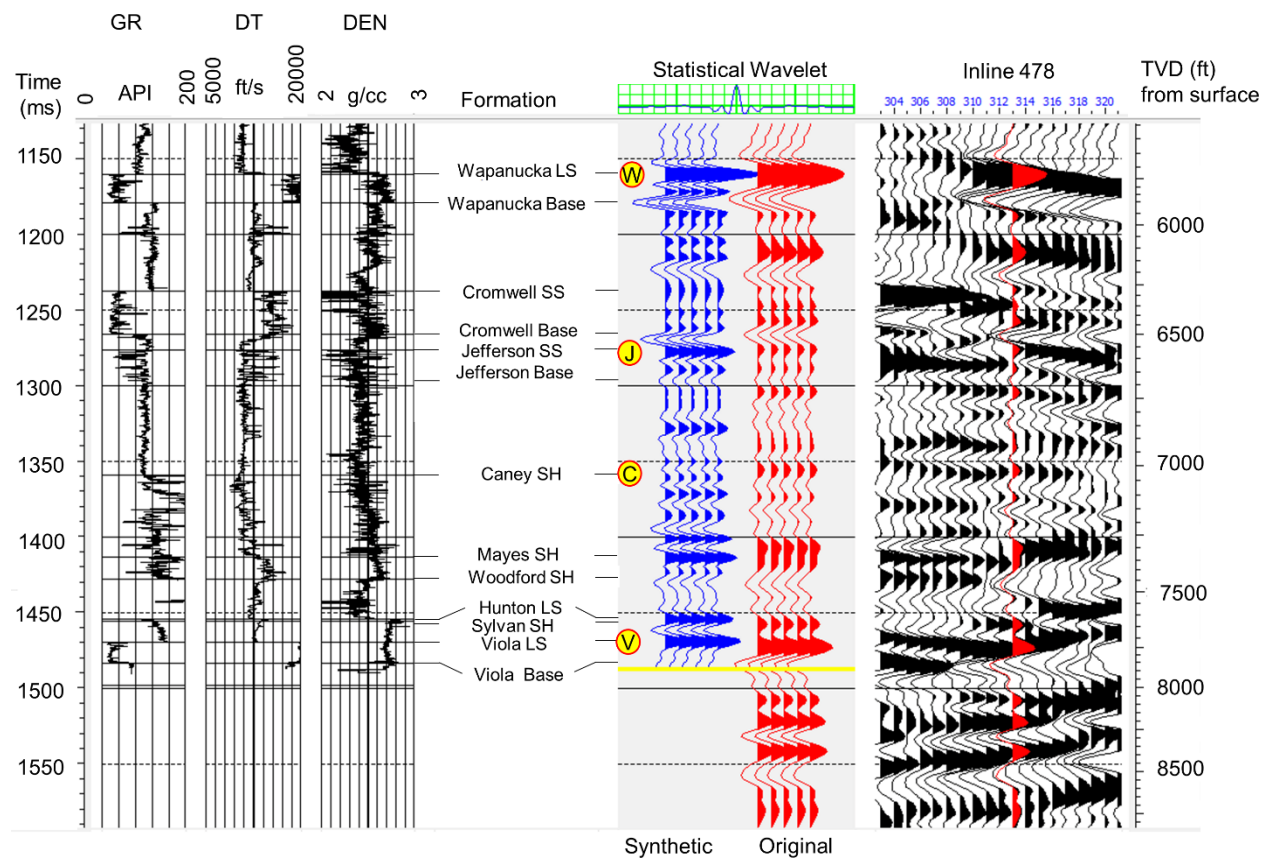 GR DT DEN
Time (ms) 0 API 200 5000 ft/s 20000 2 g/cc 3 Formation Statistical Wavelet Inline 478 TVD (ft) from surface
304 306 308 310 312 314 316 318 320
1150
Wapanucka LS W
Wapanucka Base
6000
1200
Cromwell SS
1250
Cromwell Base
6500
Jefferson SS J
Jefferson Base
1300
1350
7000
Caney SH C
1400
Mayes SH
Woodford SH
7500
1450
Hunton LS
Sylvan SH
Viola LS V
Viola Base
1500
8000
1550
8500
Synthetic Original